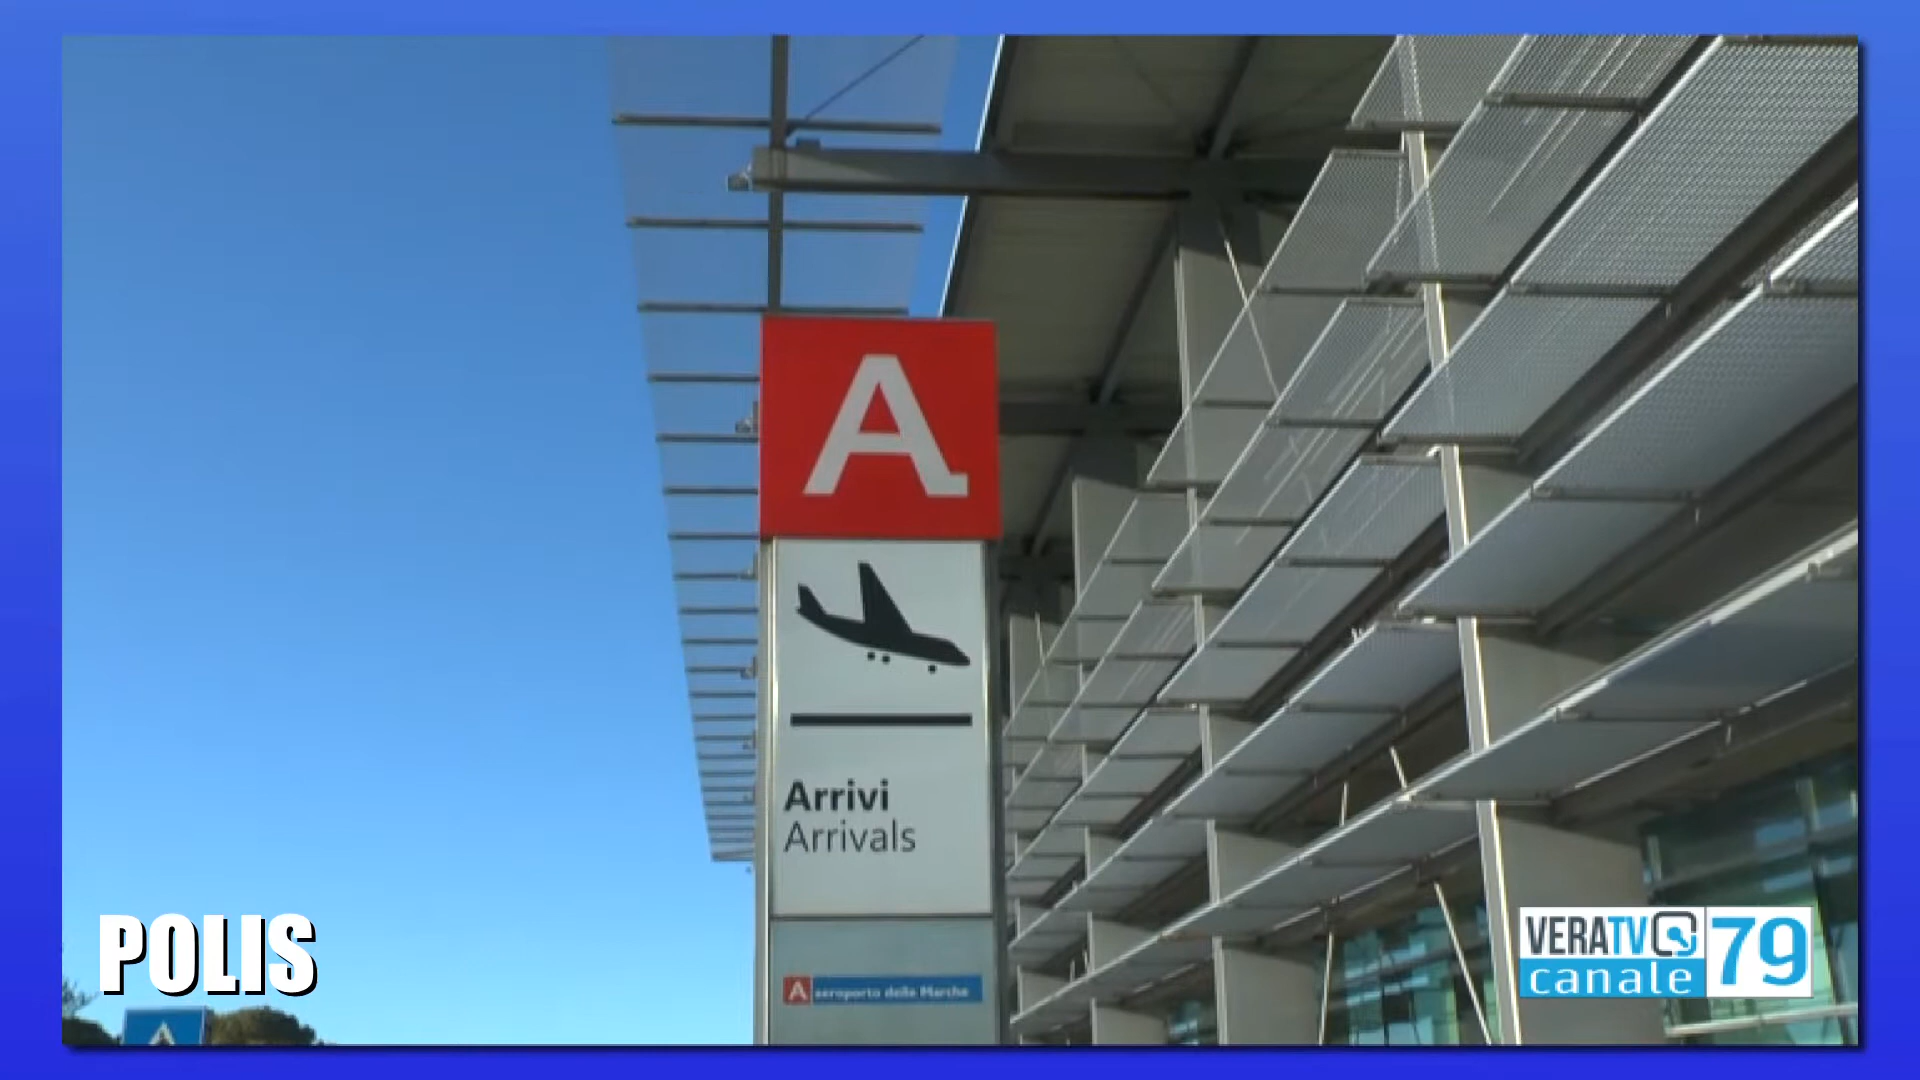 A
Arrivi
Arrivals
A aeroporto delle Marche
POLIS
VERATV
canale
79